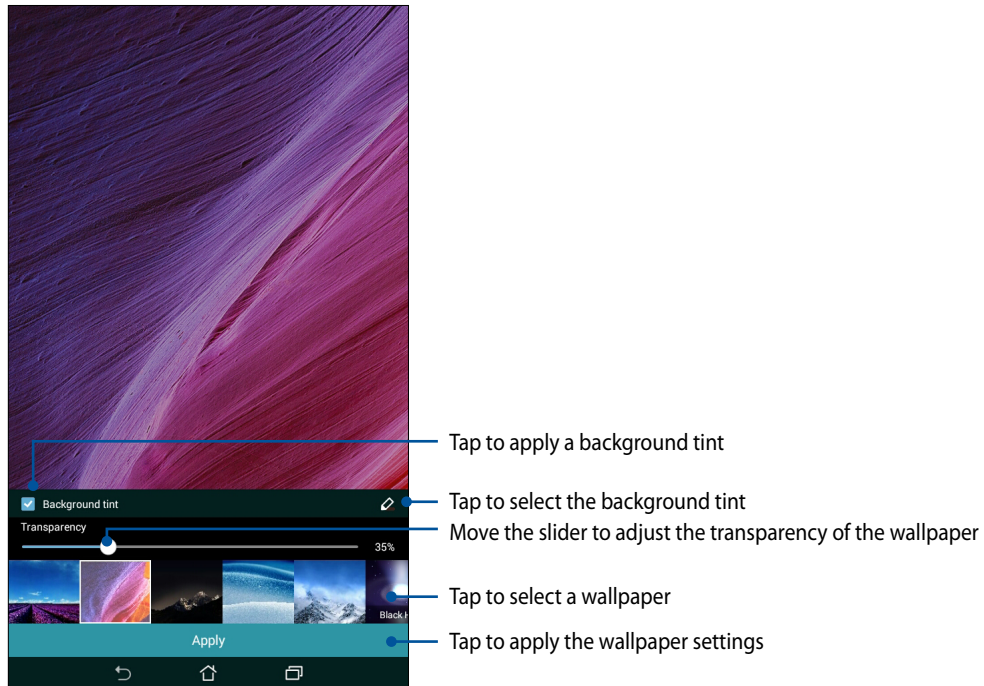 Tap to apply a background tint
Background tint
Tap to select the background tint
Transparency
Move the slider to adjust the transparency of the wallpaper
35%
Tap to select a wallpaper
Black H
Apply
Tap to apply the wallpaper settings